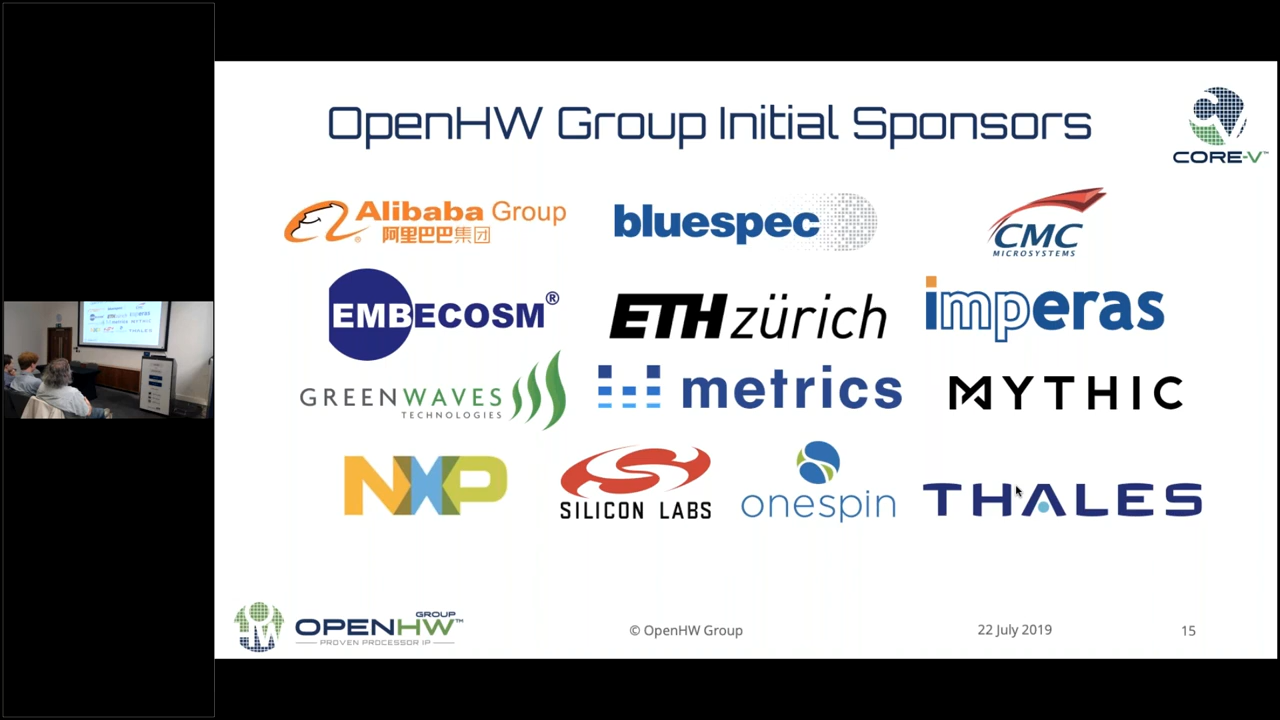 OpenHW Group Initial Sponsors
CORE-V™
Alibaba Group
阿里巴巴集团
bluespec
CMC
MICROSYSTEMS
EMBECOSM®
ETH zürich
imperas
GREENWAVES
TECHNOLOGIES
metrics
MYTHIC
NXP
SILICON LABS
onespin
THALES
OPENHW GROUP™
PROVEN PROCESSOR IP
© OpenHW Group
22 July 2019
15